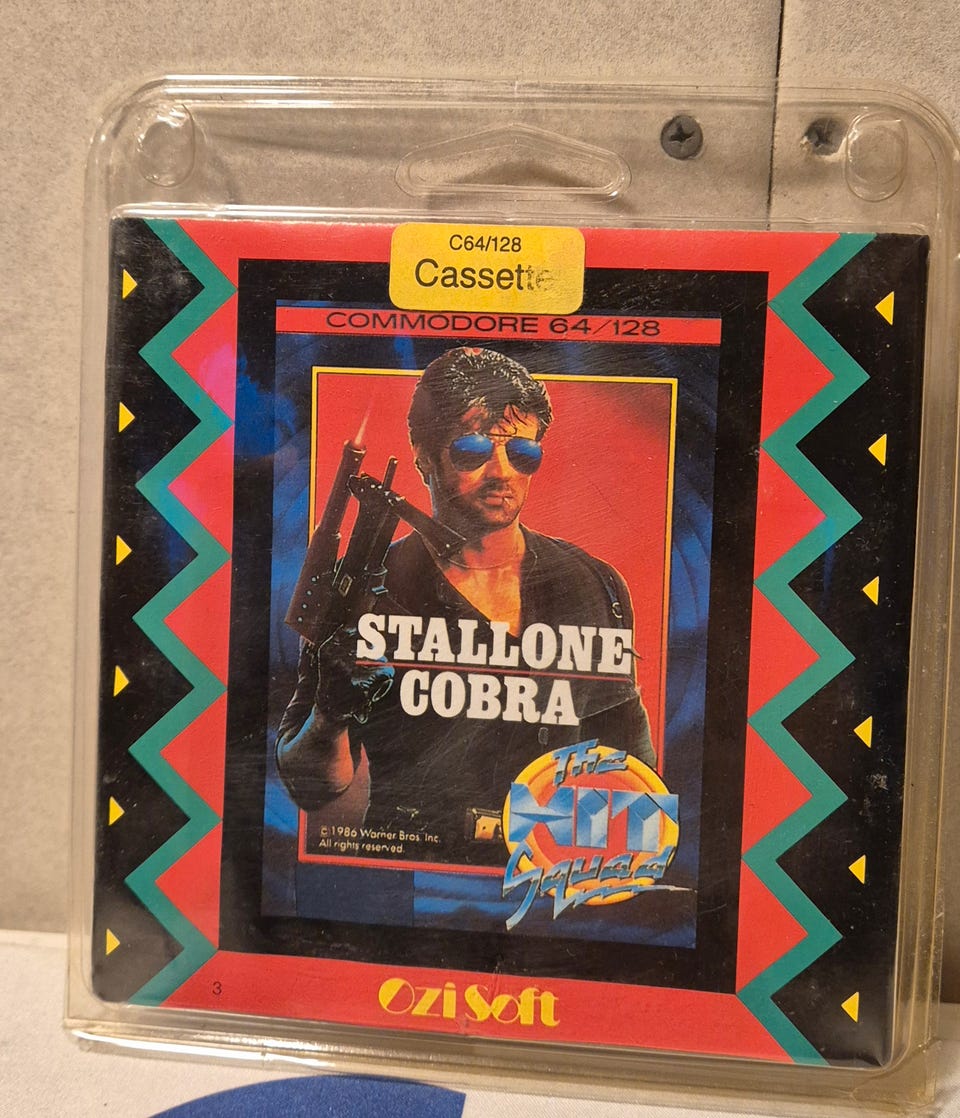 C64/128
Cassette
COMMODORE 64/128
STALLONE
COBRA
The
HIT
Squad
© 1986 Warner Bros. Inc.
All rights reserved.
3
OziSoft